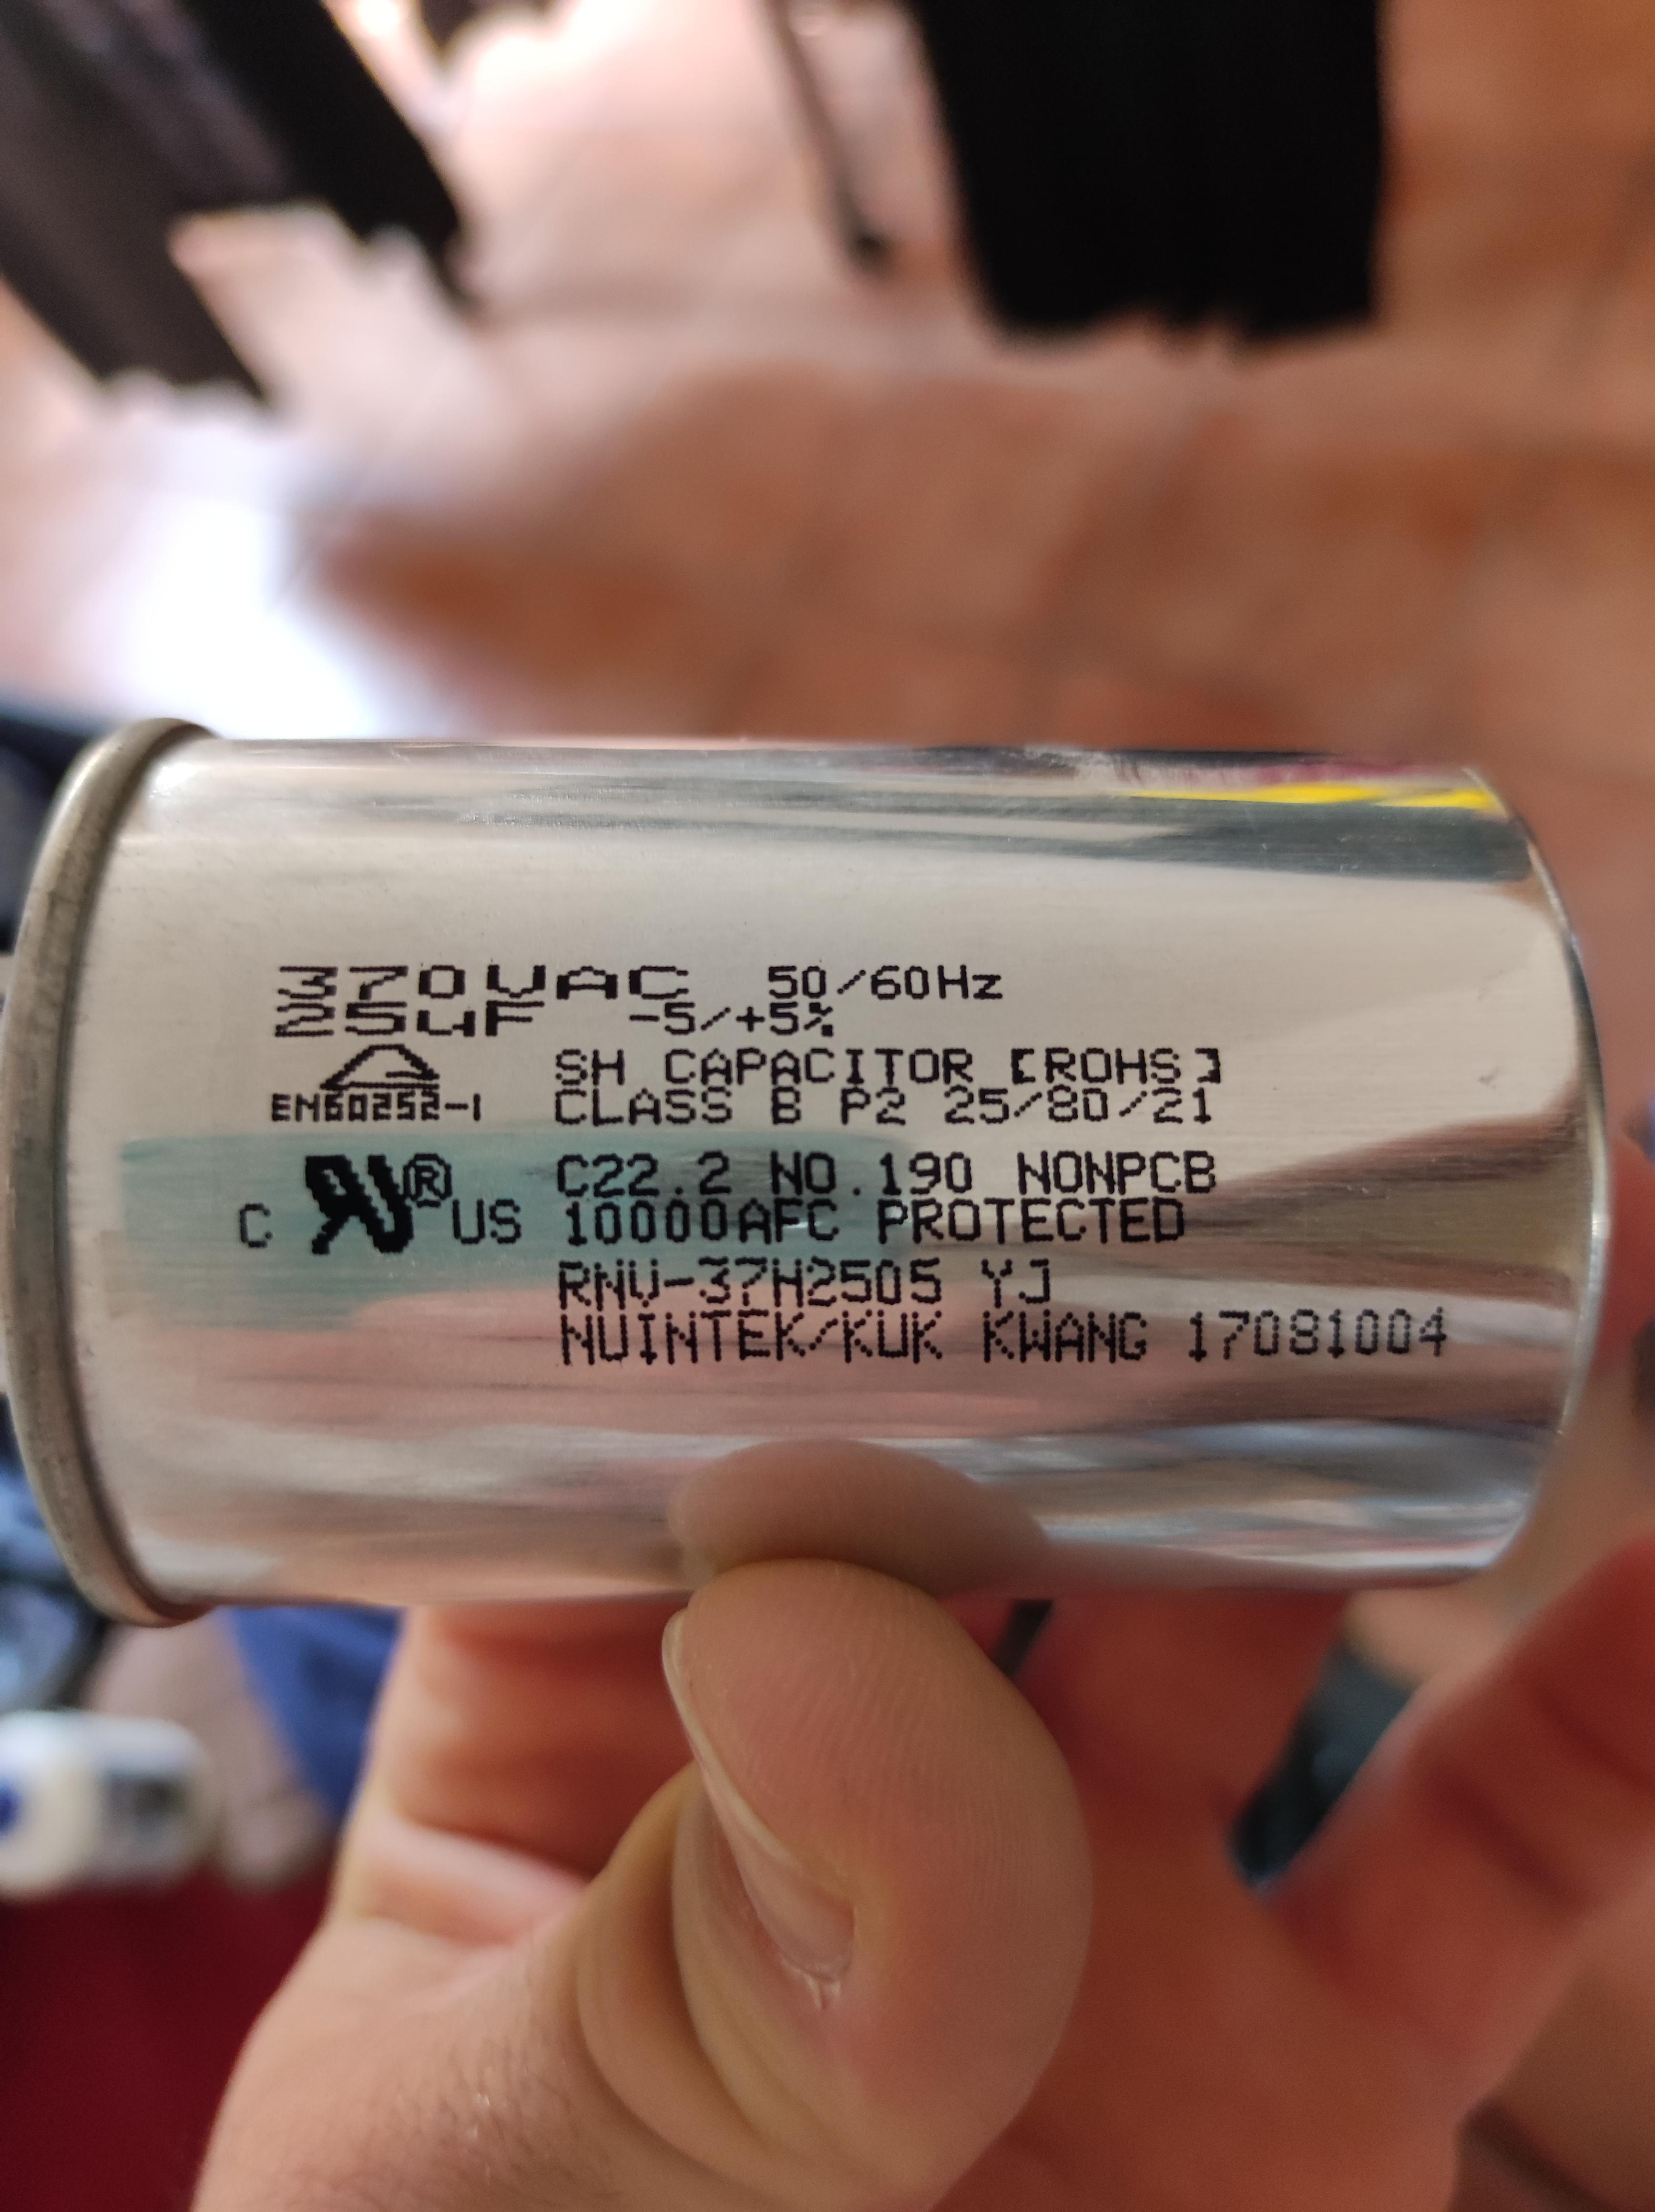 370VAC 50/60Hz
25uF -5/+5%
SH CAPACITOR [ROHS]
EN60252-1 CLASS B P2 25/80/21
C22.2 NO.190 NONPCB
C RU® US 10000AFC PROTECTED
RNV-37H2505 YJ
NUINTEK/KUK KWANG 17081004